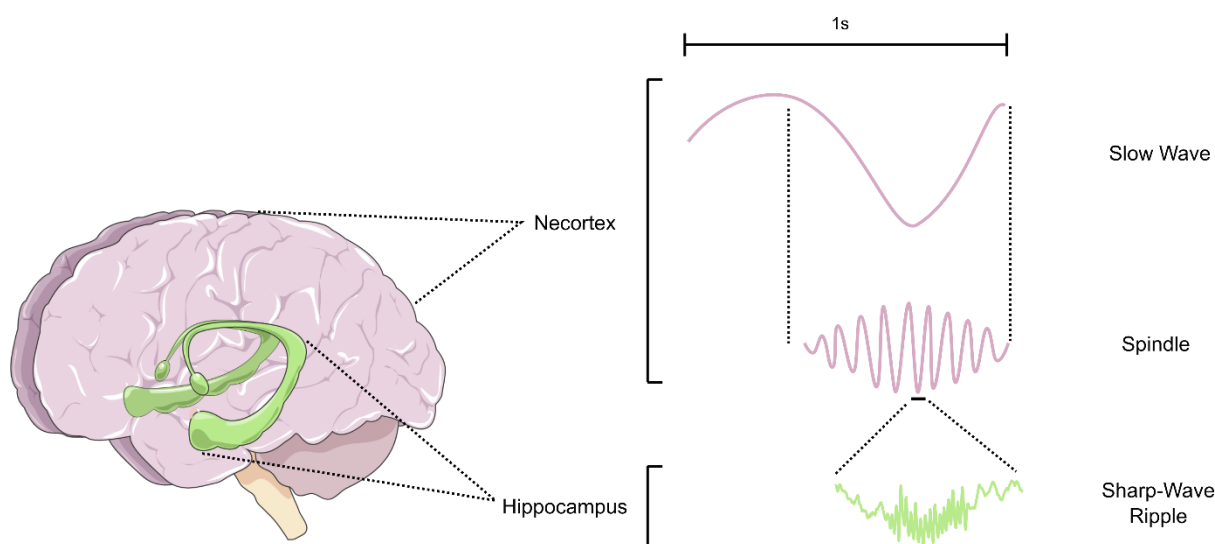 1s
Slow Wave
Necortex
Spindle
Hippocampus
Sharp-Wave
Ripple